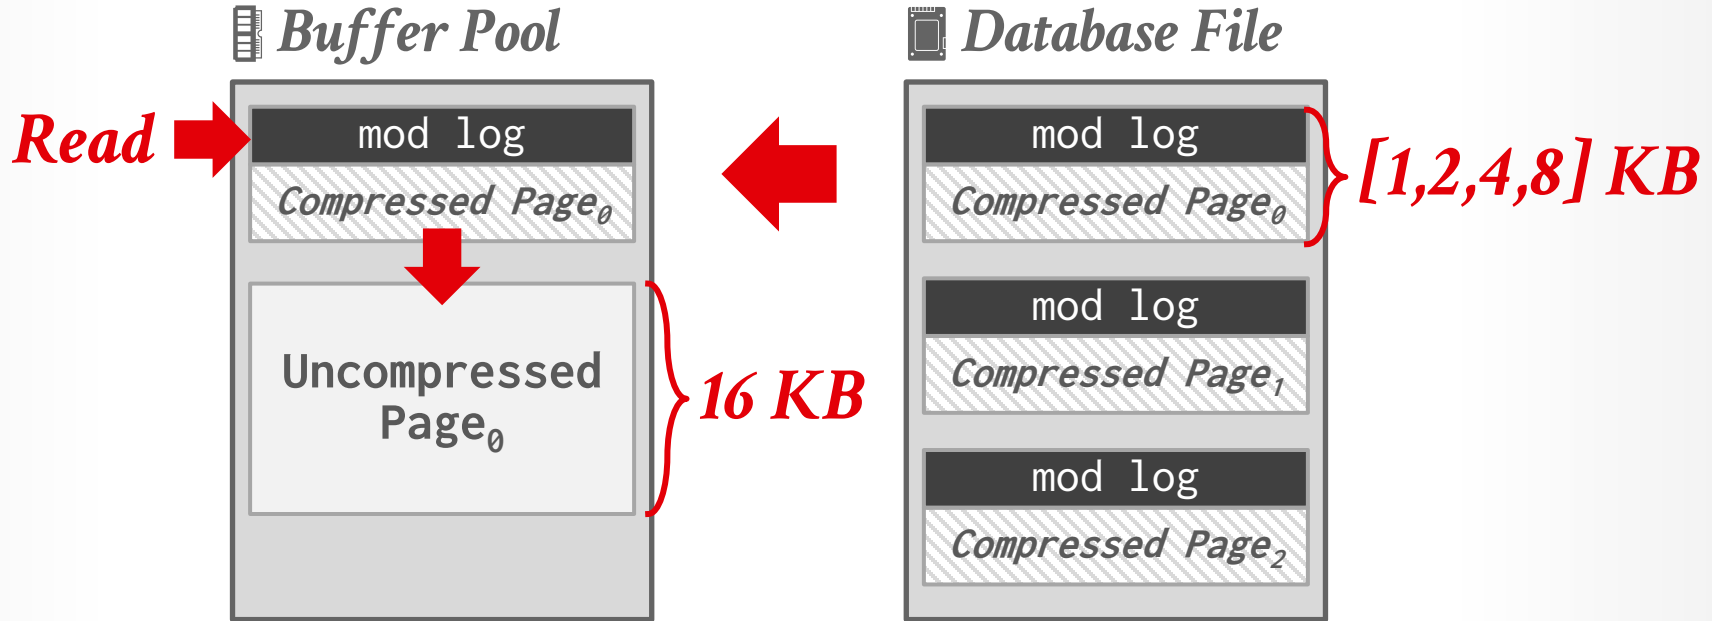 Buffer Pool
Read
mod log
Compressed Page₀
Uncompressed
Page₀
16 KB
Database File
mod log
Compressed Page₀
[1,2,4,8] KB
mod log
Compressed Page₁
mod log
Compressed Page₂